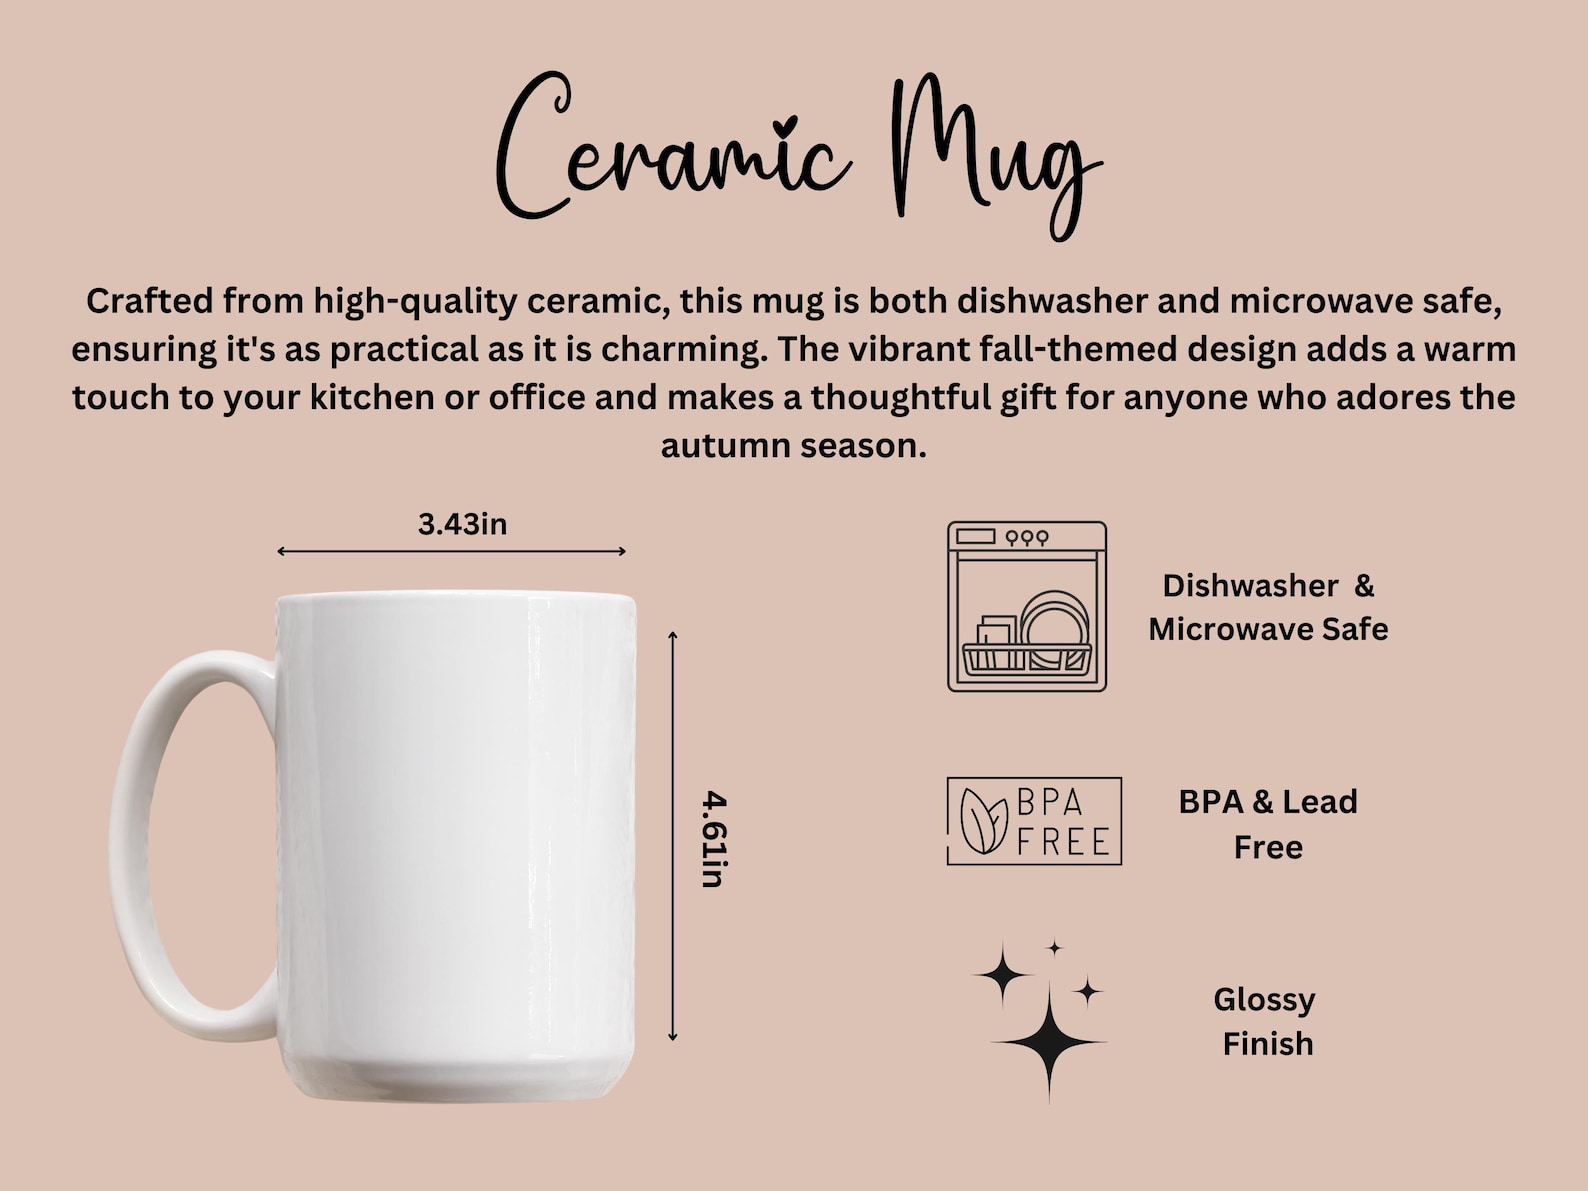 Ceramic Mug
Crafted from high-quality ceramic, this mug is both dishwasher and microwave safe,
ensuring it's as practical as it is charming. The vibrant fall-themed design adds a warm
touch to your kitchen or office and makes a thoughtful gift for anyone who adores the
autumn season.
3.43in
4.61in
Dishwasher &
Microwave Safe
BPA
FREE
BPA & Lead
Free
Glossy
Finish